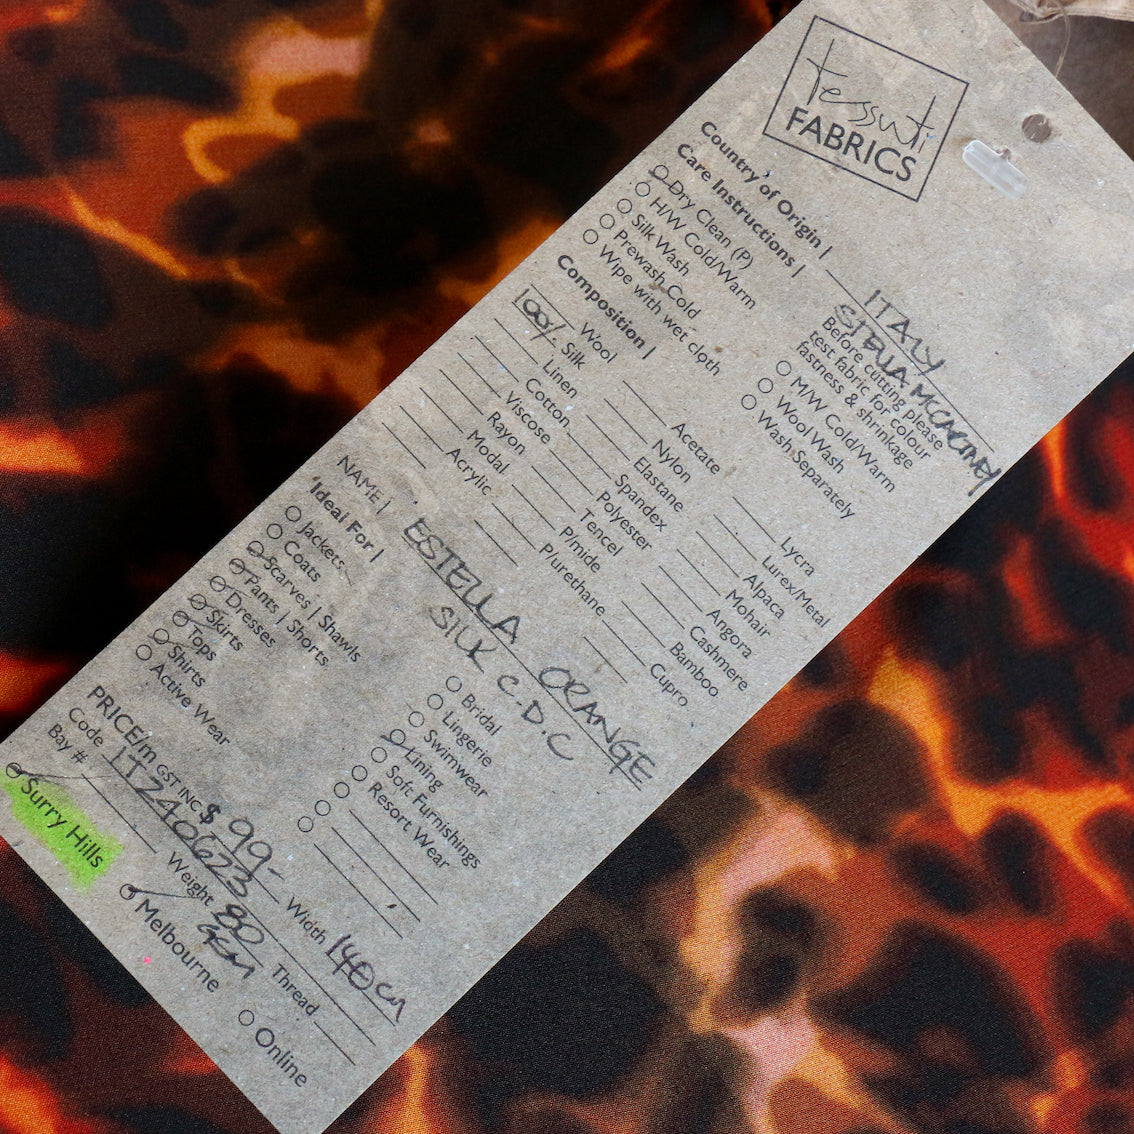 tessuti
FABRICS
Country of Origin | ITALY
STELLA MCCARTNEY
Care Instructions |
Before cutting please
test fabric for colour
fastness & shrinkage
Dry Clean (P)
H/W Cold/Warm
Silk Wash
Prewash Cold
Wipe with wet cloth
M/W Cold/Warm
Wool Wash
Wash Separately
Composition |
Wool
100% Silk
Linen
Cotton
Viscose
Rayon
Modal
Acrylic
Acetate
Nylon
Elastane
Spandex
Polyester
Tencel
P/mide
P/urethane
Lycra
Lurex/Metal
Alpaca
Mohair
Angora
Cashmere
Bamboo
Cupro
NAME | ESTELLA ORANGE
SILK C.D.C
'Ideal For |
Jackets
Coats
Scarves | Shawls
Pants | Shorts
Dresses
Skirts
Tops
Shirts
Active Wear
Bridal
Lingerie
Swimwear
Lining
Soft Furnishings
Resort Wear
PRICE/m GST INC $ 99- Width 140cm
Code ITZ40623
Bay # Weight 80 GSM Thread
Surry Hills
Melbourne
Online